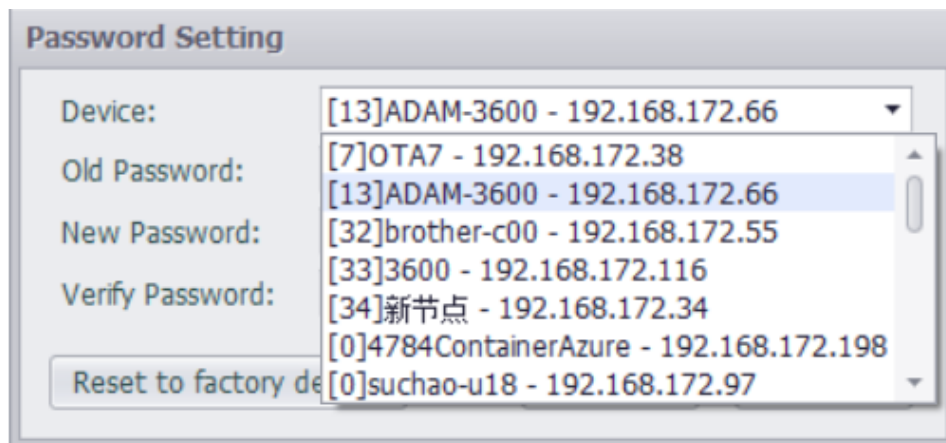 Password Setting
Device:
[13]ADAM-3600 - 192.168.172.66
[7]OTA7 - 192.168.172.38
Old Password:
[13]ADAM-3600 - 192.168.172.66
New Password:
[32]brother-c00 - 192.168.172.55
[33]3600 - 192.168.172.116
Verify Password:
[34]新节点 - 192.168.172.34
[0]4784ContainerAzure - 192.168.172.198
Reset to factory de
[0]suchao-u18 - 192.168.172.97